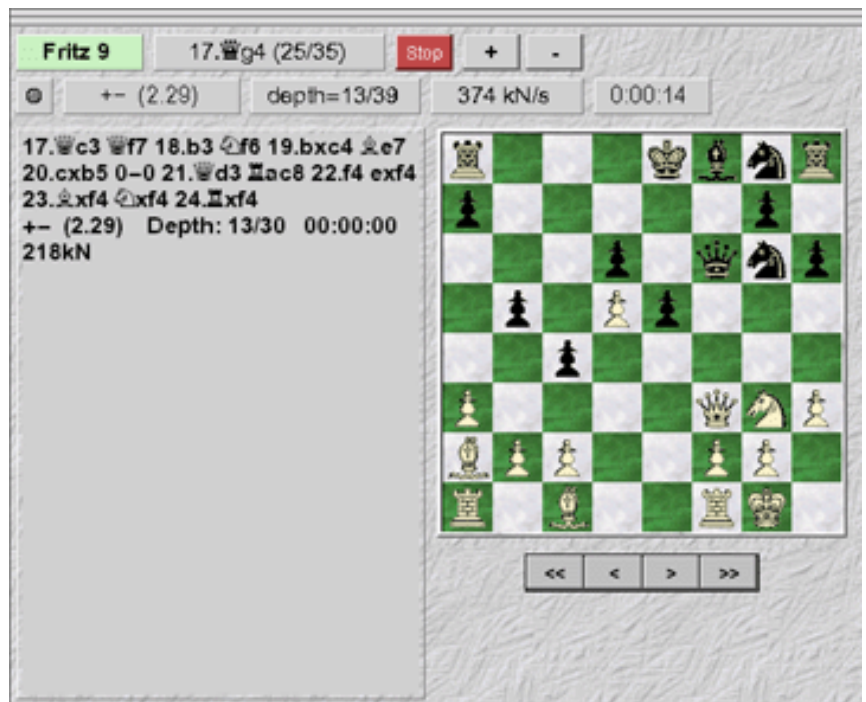 Fritz 9 17.♕g4 (25/35) Stop + -
+- (2.29) depth=13/39 374 kN/s 0:00:14
17.♕c3 ♕f7 18.b3 ♘f6 19.bxc4 ♗e7
20.cxb5 0-0 21.♕d3 ♖ac8 22.f4 exf4
23.♗xf4 ♘xf4 24.♖xf4
+- (2.29) Depth: 13/30 00:00:00
218kN
<< < > >>